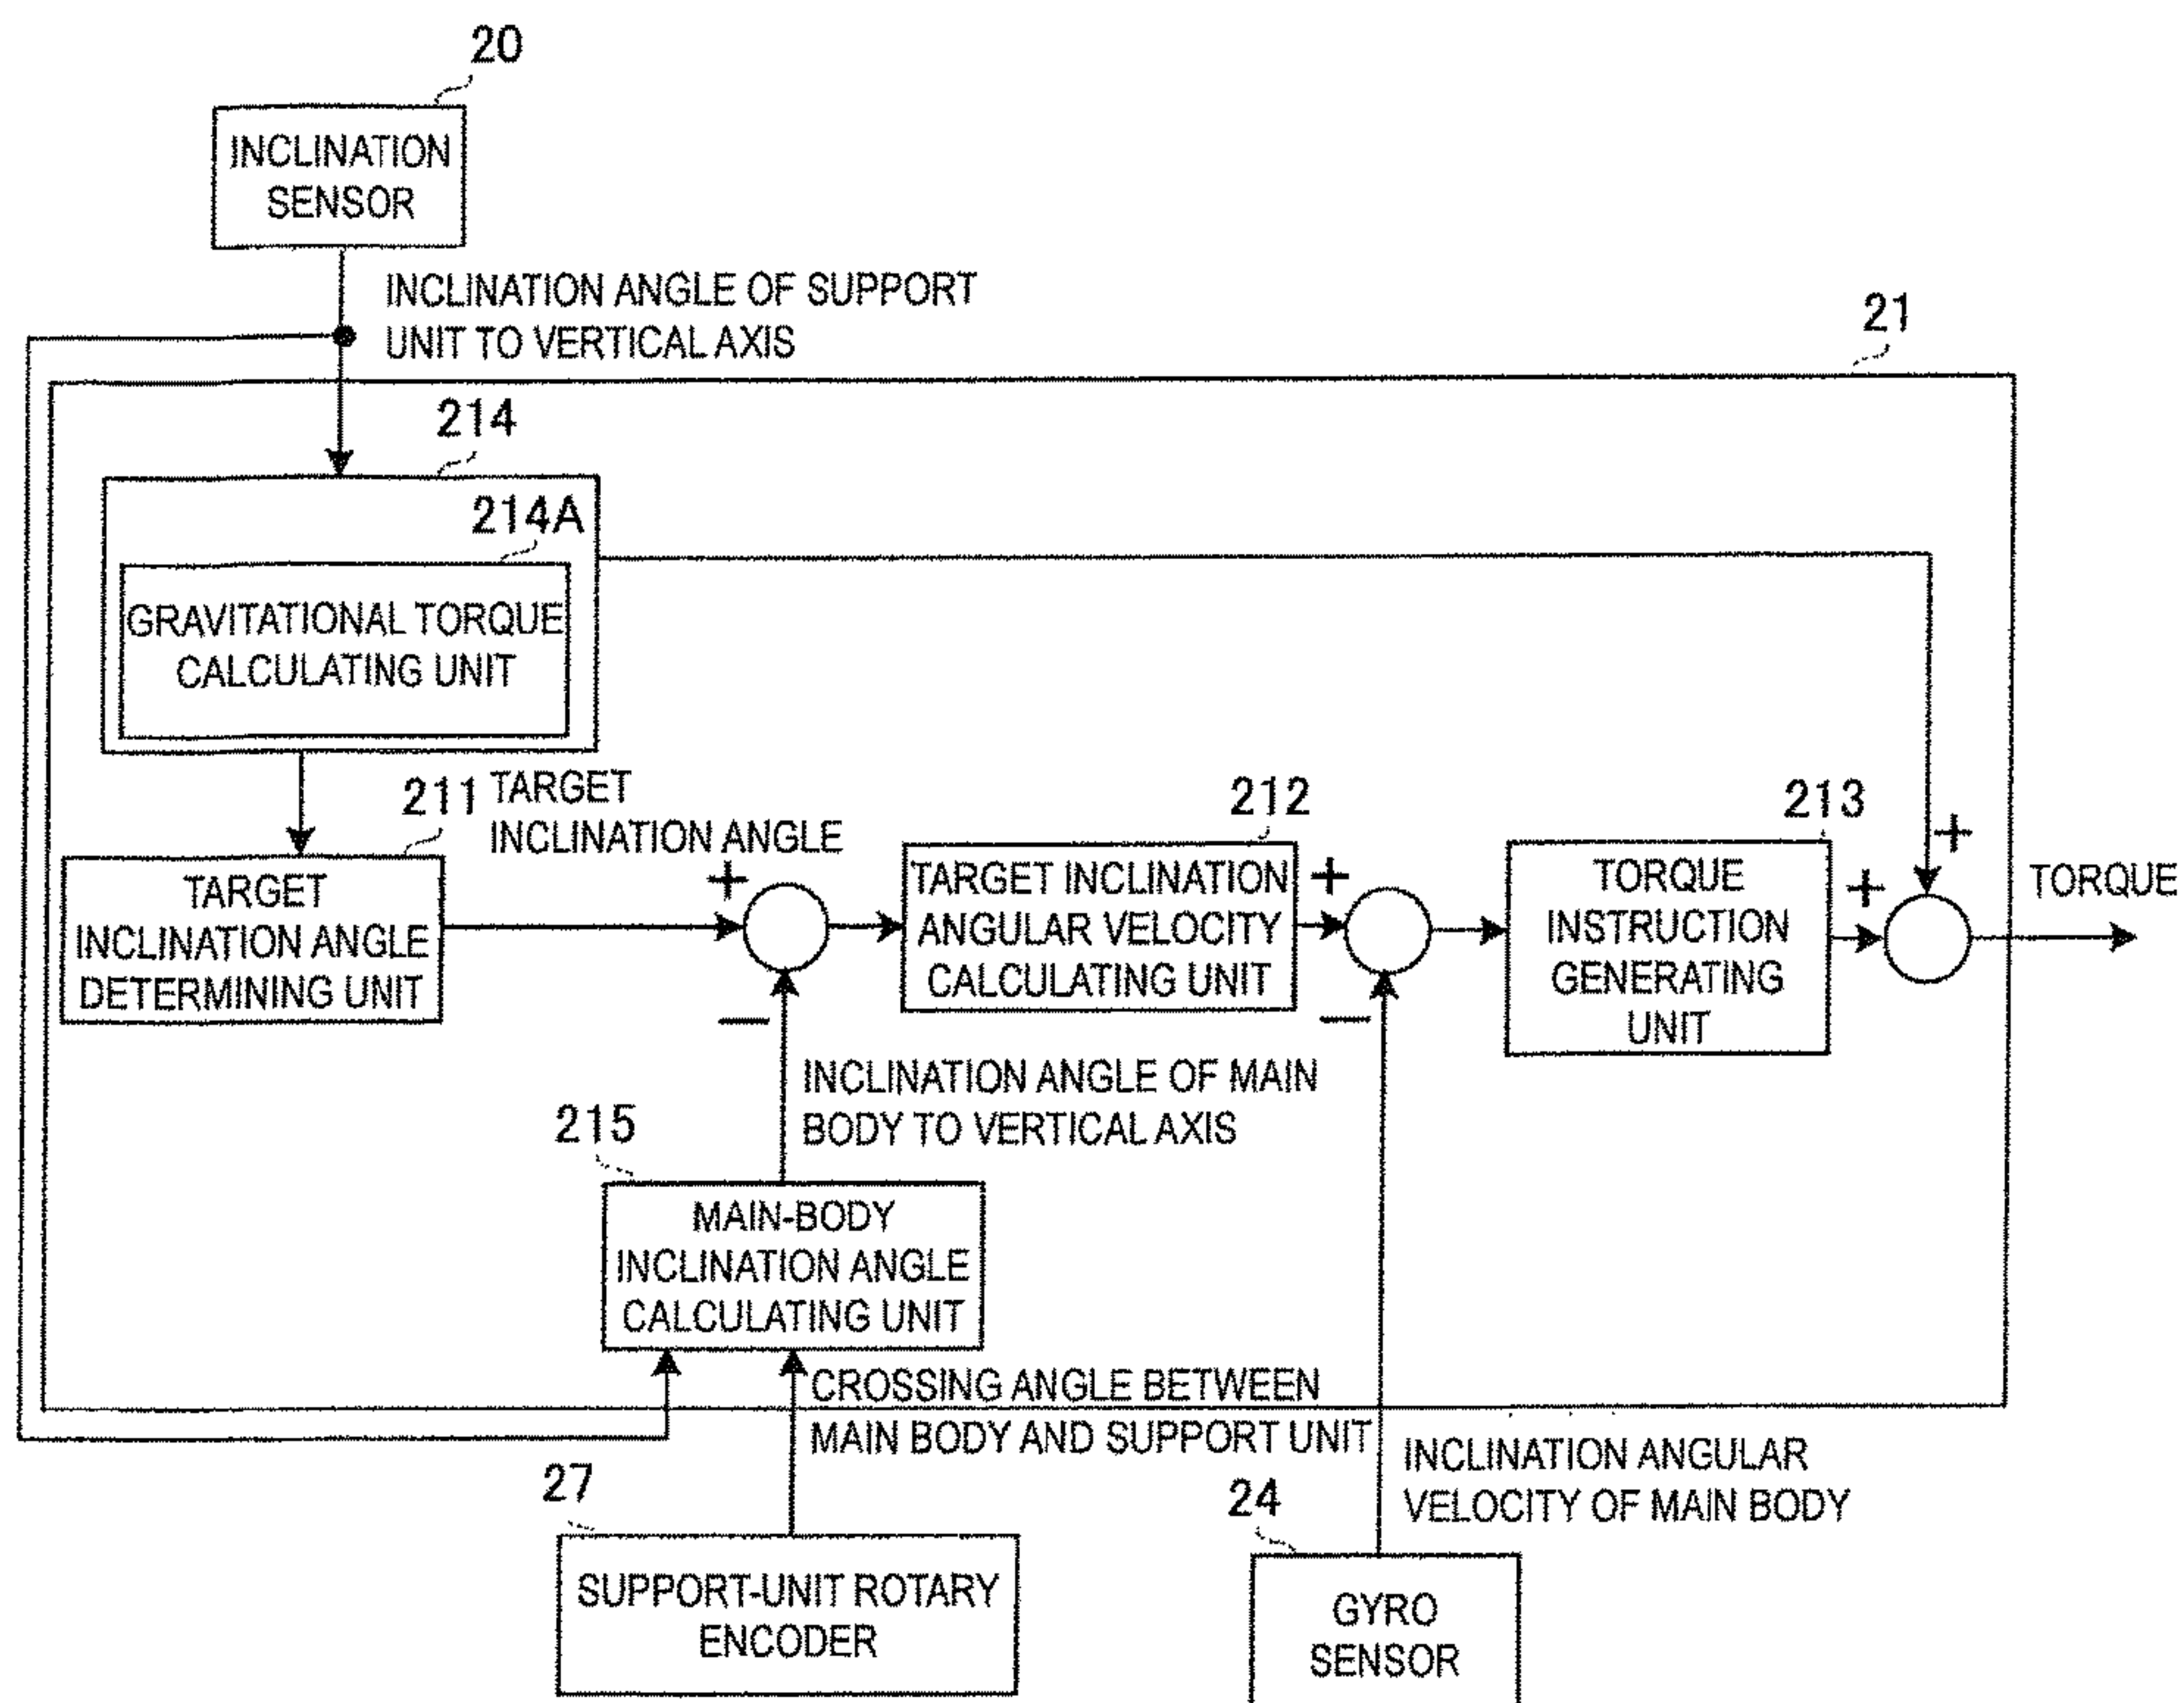 20
INCLINATION
SENSOR
INCLINATION ANGLE OF SUPPORT
UNIT TO VERTICAL AXIS
21
214
214A
GRAVITATIONAL TORQUE
CALCULATING UNIT
211
TARGET
INCLINATION ANGLE
212
213
+
TARGET
INCLINATION ANGLE
DETERMINING UNIT
+
−
TARGET INCLINATION
ANGULAR VELOCITY
CALCULATING UNIT
+
−
TORQUE
INSTRUCTION
GENERATING
UNIT
+
TORQUE
INCLINATION ANGLE OF MAIN
BODY TO VERTICAL AXIS
215
MAIN-BODY
INCLINATION ANGLE
CALCULATING UNIT
CROSSING ANGLE BETWEEN
MAIN BODY AND SUPPORT UNIT
INCLINATION ANGULAR
VELOCITY OF MAIN BODY
27
SUPPORT-UNIT ROTARY
ENCODER
24
GYRO
SENSOR